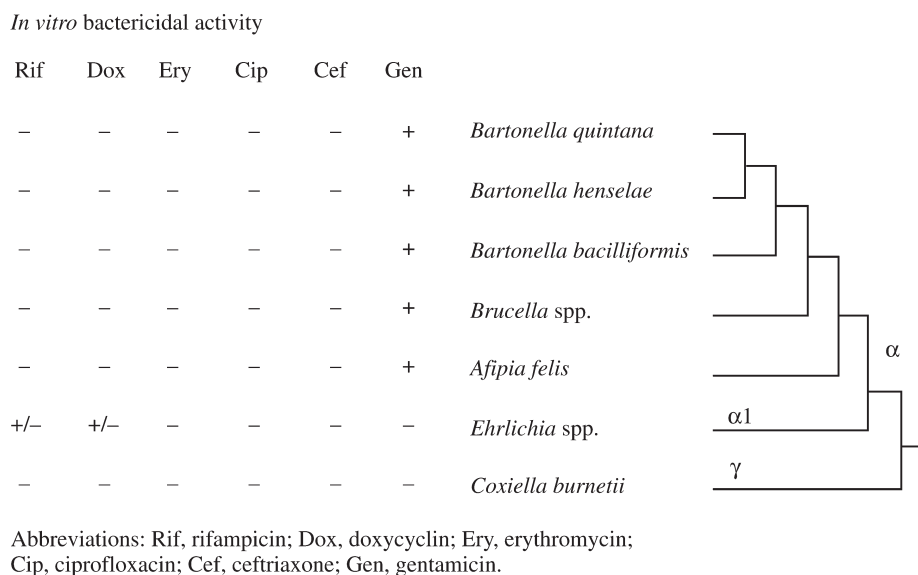 In vitro bactericidal activity
Rif Dox Ery Cip Cef Gen
– – – – – + Bartonella quintana
– – – – – + Bartonella henselae
– – – – – + Bartonella bacilliformis
– – – – – + Brucella spp.
α
– – – – – + Afipia felis
+/– +/– – – – – Ehrlichia spp. α1
– – – – – – Coxiella burnetii γ
Abbreviations: Rif, rifampicin; Dox, doxycyclin; Ery, erythromycin;
Cip, ciprofloxacin; Cef, ceftriaxone; Gen, gentamicin.